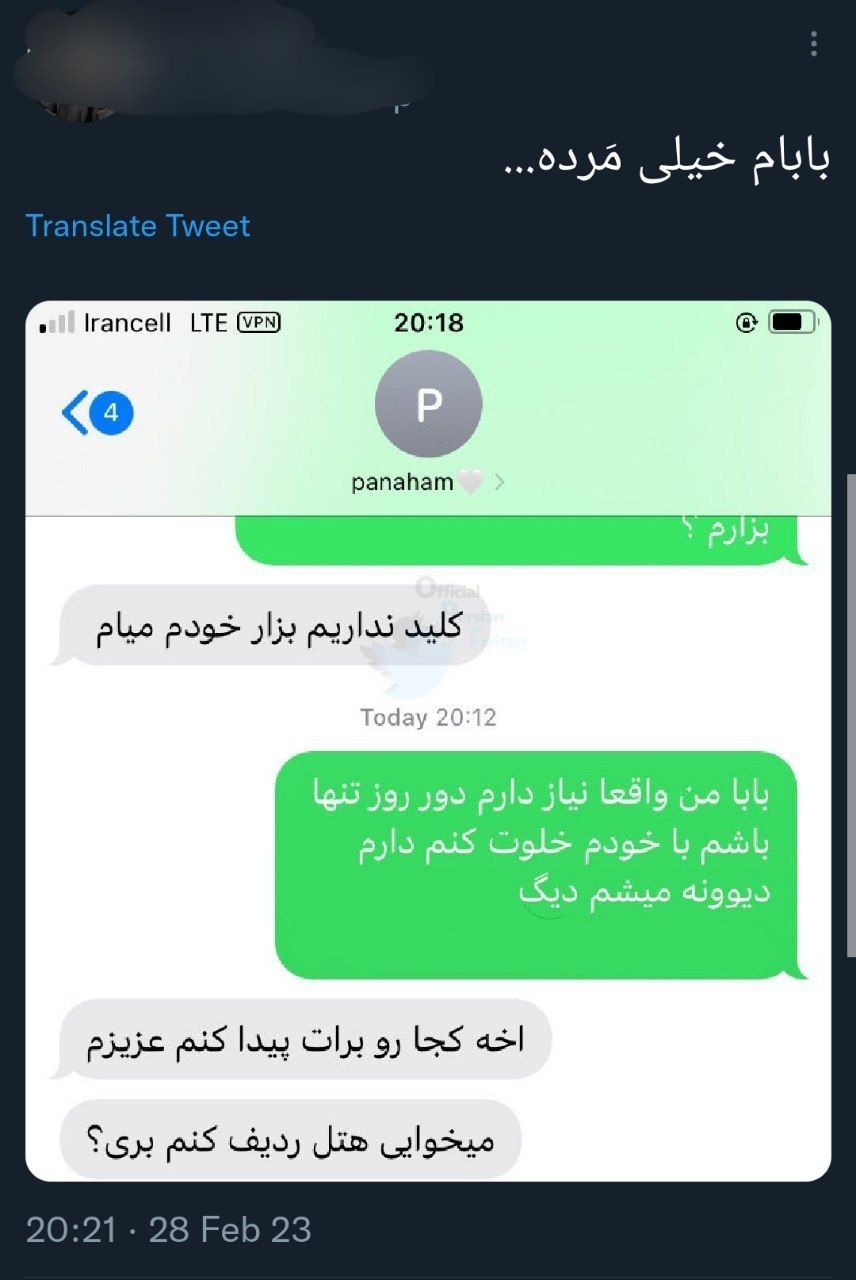 بابام خیلی مَرده...
Translate Tweet
Irancell LTE VPN 20:18
4
P
panaham🤍 >
بزارم ؟
کلید نداریم بزار خودم میام
Official
Persian
Twitter
Today 20:12
بابا من واقعا نیاز دارم دور روز تنها
باشم با خودم خلوت کنم دارم
دیوونه میشم دیگ
اخه کجا رو برات پیدا کنم عزیزم
میخوایی هتل ردیف کنم بری؟
20:21 · 28 Feb 23